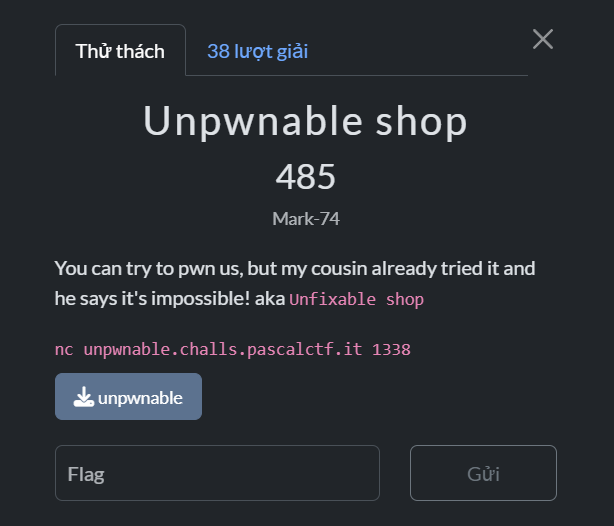 Thử thách
38 lượt giải
Unpwnable shop
485
Mark-74
You can try to pwn us, but my cousin already tried it and
he says it's impossible! aka Unfixable shop
nc unpwnable.challs.pascalctf.it 1338
unpwnable
Flag
Gửi